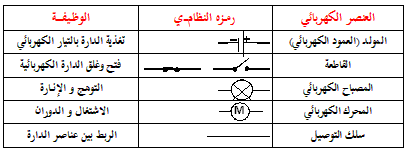 العنصر الكهربائي رمزه النظامي الوظيفة
المولد (العمود الكهربائي) - + تغذية الدارة بالتيار الكهربائي
القاطعة فتح وغلق الدارة الكهربائية
المصباح الكهربائي التوهج و الإنارة
المحرك الكهربائي M الاشتغال و الدوران
سلك التوصيل الربط بين عناصر الدارة